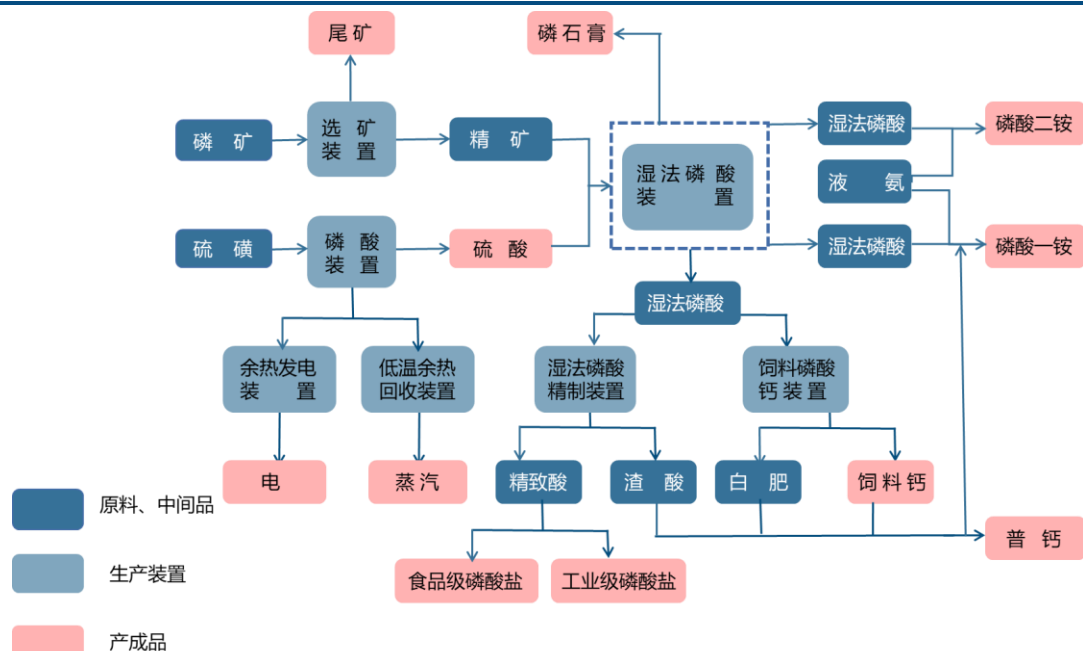 尾矿
磷石膏
磷 矿
选 矿
装 置
精 矿
湿法磷酸
装 置
湿法磷酸
液 氨
磷酸二铵
硫 磺
磷 酸
装 置
硫 酸
湿法磷酸
磷酸一铵
湿法磷酸
余热发电
装 置
低温余热
回收装置
湿法磷酸
精制装置
饲料磷酸
钙装置
电
蒸汽
精致酸
渣 酸
白 肥
饲料钙
普 钙
食品级磷酸盐
工业级磷酸盐
原料、中间品
生产装置
产成品